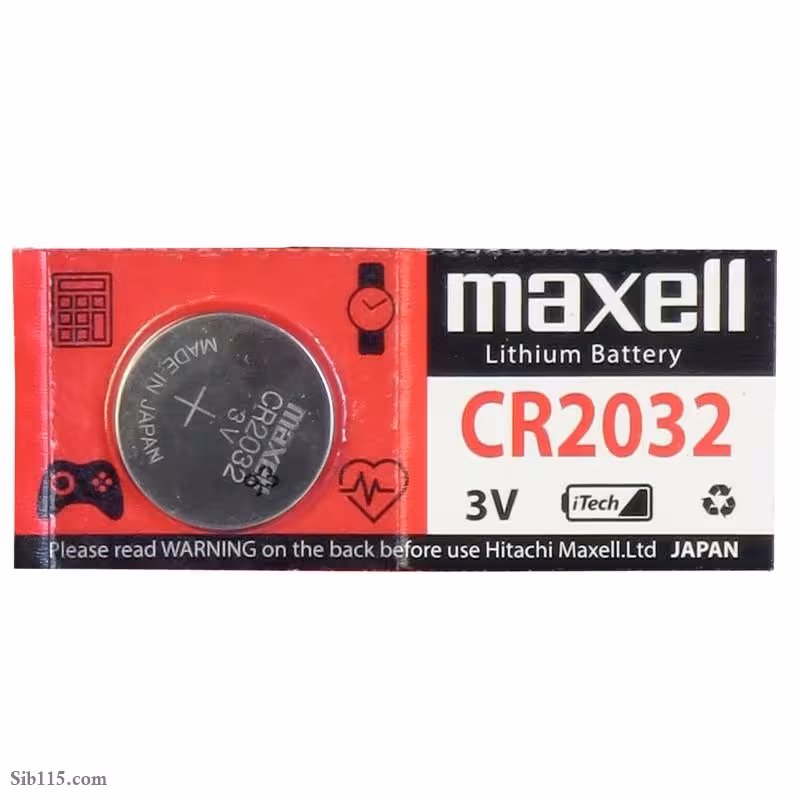 maxell
Lithium Battery
CR2032
3V
iTech
MADE IN JAPAN
maxell
CR2032
3V
Please read WARNING on the back before use Hitachi Maxell.Ltd JAPAN
Sib115.com